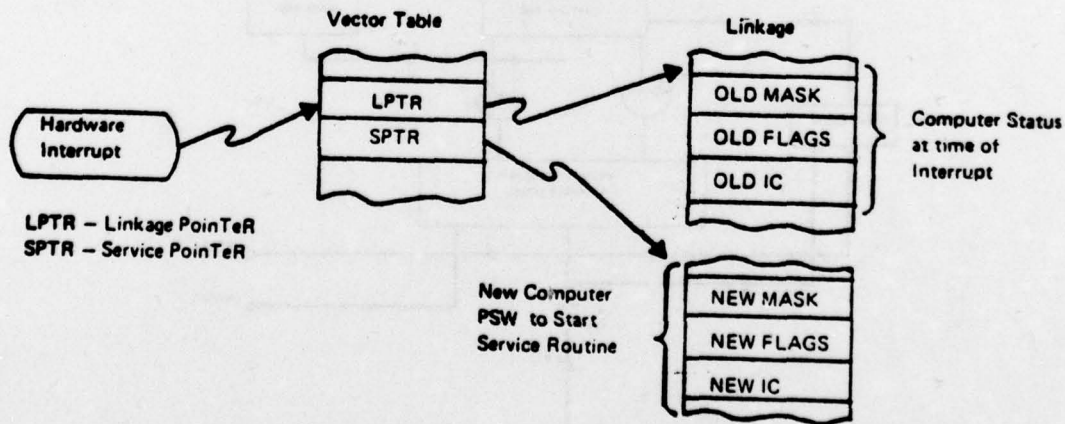 Vector Table
Linkage
Hardware
Interrupt
LPTR
SPTR
OLD MASK
OLD FLAGS
OLD IC
Computer Status
at time of
Interrupt
LPTR – Linkage PoinTeR
SPTR – Service PoinTeR
New Computer
PSW to Start
Service Routine
NEW MASK
NEW FLAGS
NEW IC